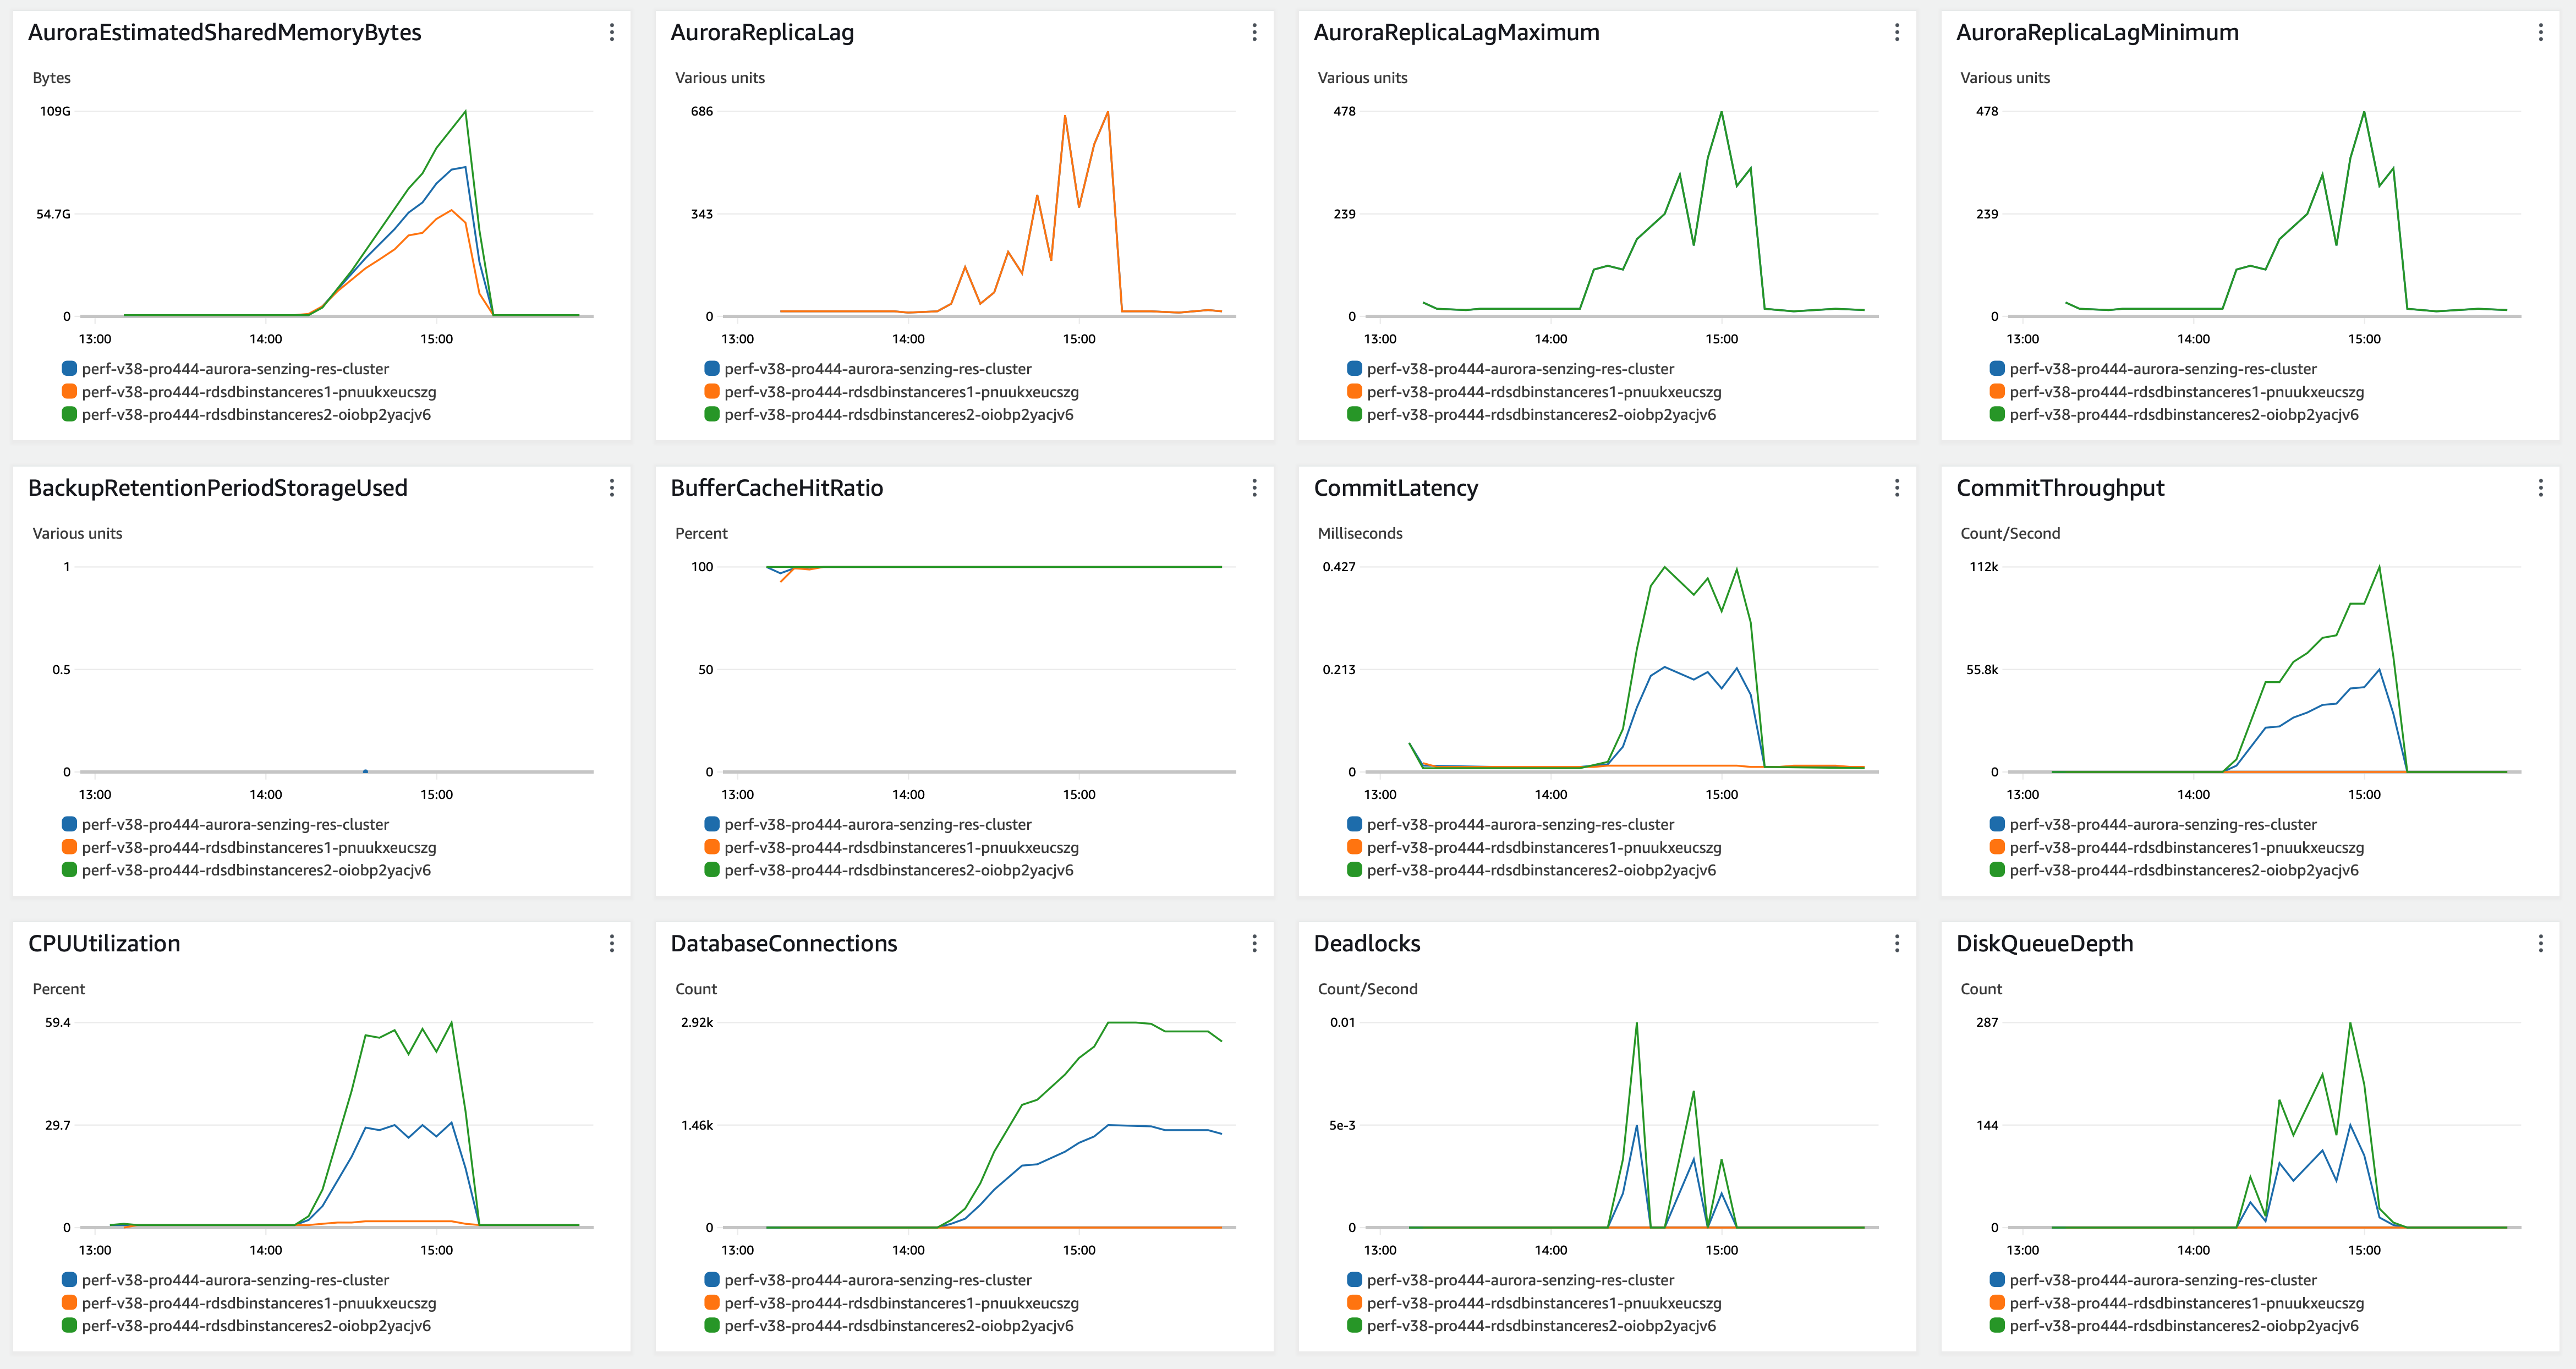 AuroraEstimatedSharedMemoryBytes
Bytes
109G
54.7G
0
13:00 14:00 15:00
perf-v38-pro444-aurora-senzing-res-cluster
perf-v38-pro444-rdsdbinstanceres1-pnuukxeucszg
perf-v38-pro444-rdsdbinstanceres2-oiobp2yacjv6
AuroraReplicaLag
Various units
686
343
0
13:00 14:00 15:00
perf-v38-pro444-aurora-senzing-res-cluster
perf-v38-pro444-rdsdbinstanceres1-pnuukxeucszg
perf-v38-pro444-rdsdbinstanceres2-oiobp2yacjv6
AuroraReplicaLagMaximum
Various units
478
239
0
13:00 14:00 15:00
perf-v38-pro444-aurora-senzing-res-cluster
perf-v38-pro444-rdsdbinstanceres1-pnuukxeucszg
perf-v38-pro444-rdsdbinstanceres2-oiobp2yacjv6
AuroraReplicaLagMinimum
Various units
478
239
0
13:00 14:00 15:00
perf-v38-pro444-aurora-senzing-res-cluster
perf-v38-pro444-rdsdbinstanceres1-pnuukxeucszg
perf-v38-pro444-rdsdbinstanceres2-oiobp2yacjv6
BackupRetentionPeriodStorageUsed
Various units
1
0.5
0
13:00 14:00 15:00
perf-v38-pro444-aurora-senzing-res-cluster
perf-v38-pro444-rdsdbinstanceres1-pnuukxeucszg
perf-v38-pro444-rdsdbinstanceres2-oiobp2yacjv6
BufferCacheHitRatio
Percent
100
50
0
13:00 14:00 15:00
perf-v38-pro444-aurora-senzing-res-cluster
perf-v38-pro444-rdsdbinstanceres1-pnuukxeucszg
perf-v38-pro444-rdsdbinstanceres2-oiobp2yacjv6
CommitLatency
Milliseconds
0.427
0.213
0
13:00 14:00 15:00
perf-v38-pro444-aurora-senzing-res-cluster
perf-v38-pro444-rdsdbinstanceres1-pnuukxeucszg
perf-v38-pro444-rdsdbinstanceres2-oiobp2yacjv6
CommitThroughput
Count/Second
112k
55.8k
0
13:00 14:00 15:00
perf-v38-pro444-aurora-senzing-res-cluster
perf-v38-pro444-rdsdbinstanceres1-pnuukxeucszg
perf-v38-pro444-rdsdbinstanceres2-oiobp2yacjv6
CPUUtilization
Percent
59.4
29.7
0
13:00 14:00 15:00
perf-v38-pro444-aurora-senzing-res-cluster
perf-v38-pro444-rdsdbinstanceres1-pnuukxeucszg
perf-v38-pro444-rdsdbinstanceres2-oiobp2yacjv6
DatabaseConnections
Count
2.92k
1.46k
0
13:00 14:00 15:00
perf-v38-pro444-aurora-senzing-res-cluster
perf-v38-pro444-rdsdbinstanceres1-pnuukxeucszg
perf-v38-pro444-rdsdbinstanceres2-oiobp2yacjv6
Deadlocks
Count/Second
0.01
5e-3
0
13:00 14:00 15:00
perf-v38-pro444-aurora-senzing-res-cluster
perf-v38-pro444-rdsdbinstanceres1-pnuukxeucszg
perf-v38-pro444-rdsdbinstanceres2-oiobp2yacjv6
DiskQueueDepth
Count
287
144
0
13:00 14:00 15:00
perf-v38-pro444-aurora-senzing-res-cluster
perf-v38-pro444-rdsdbinstanceres1-pnuukxeucszg
perf-v38-pro444-rdsdbinstanceres2-oiobp2yacjv6